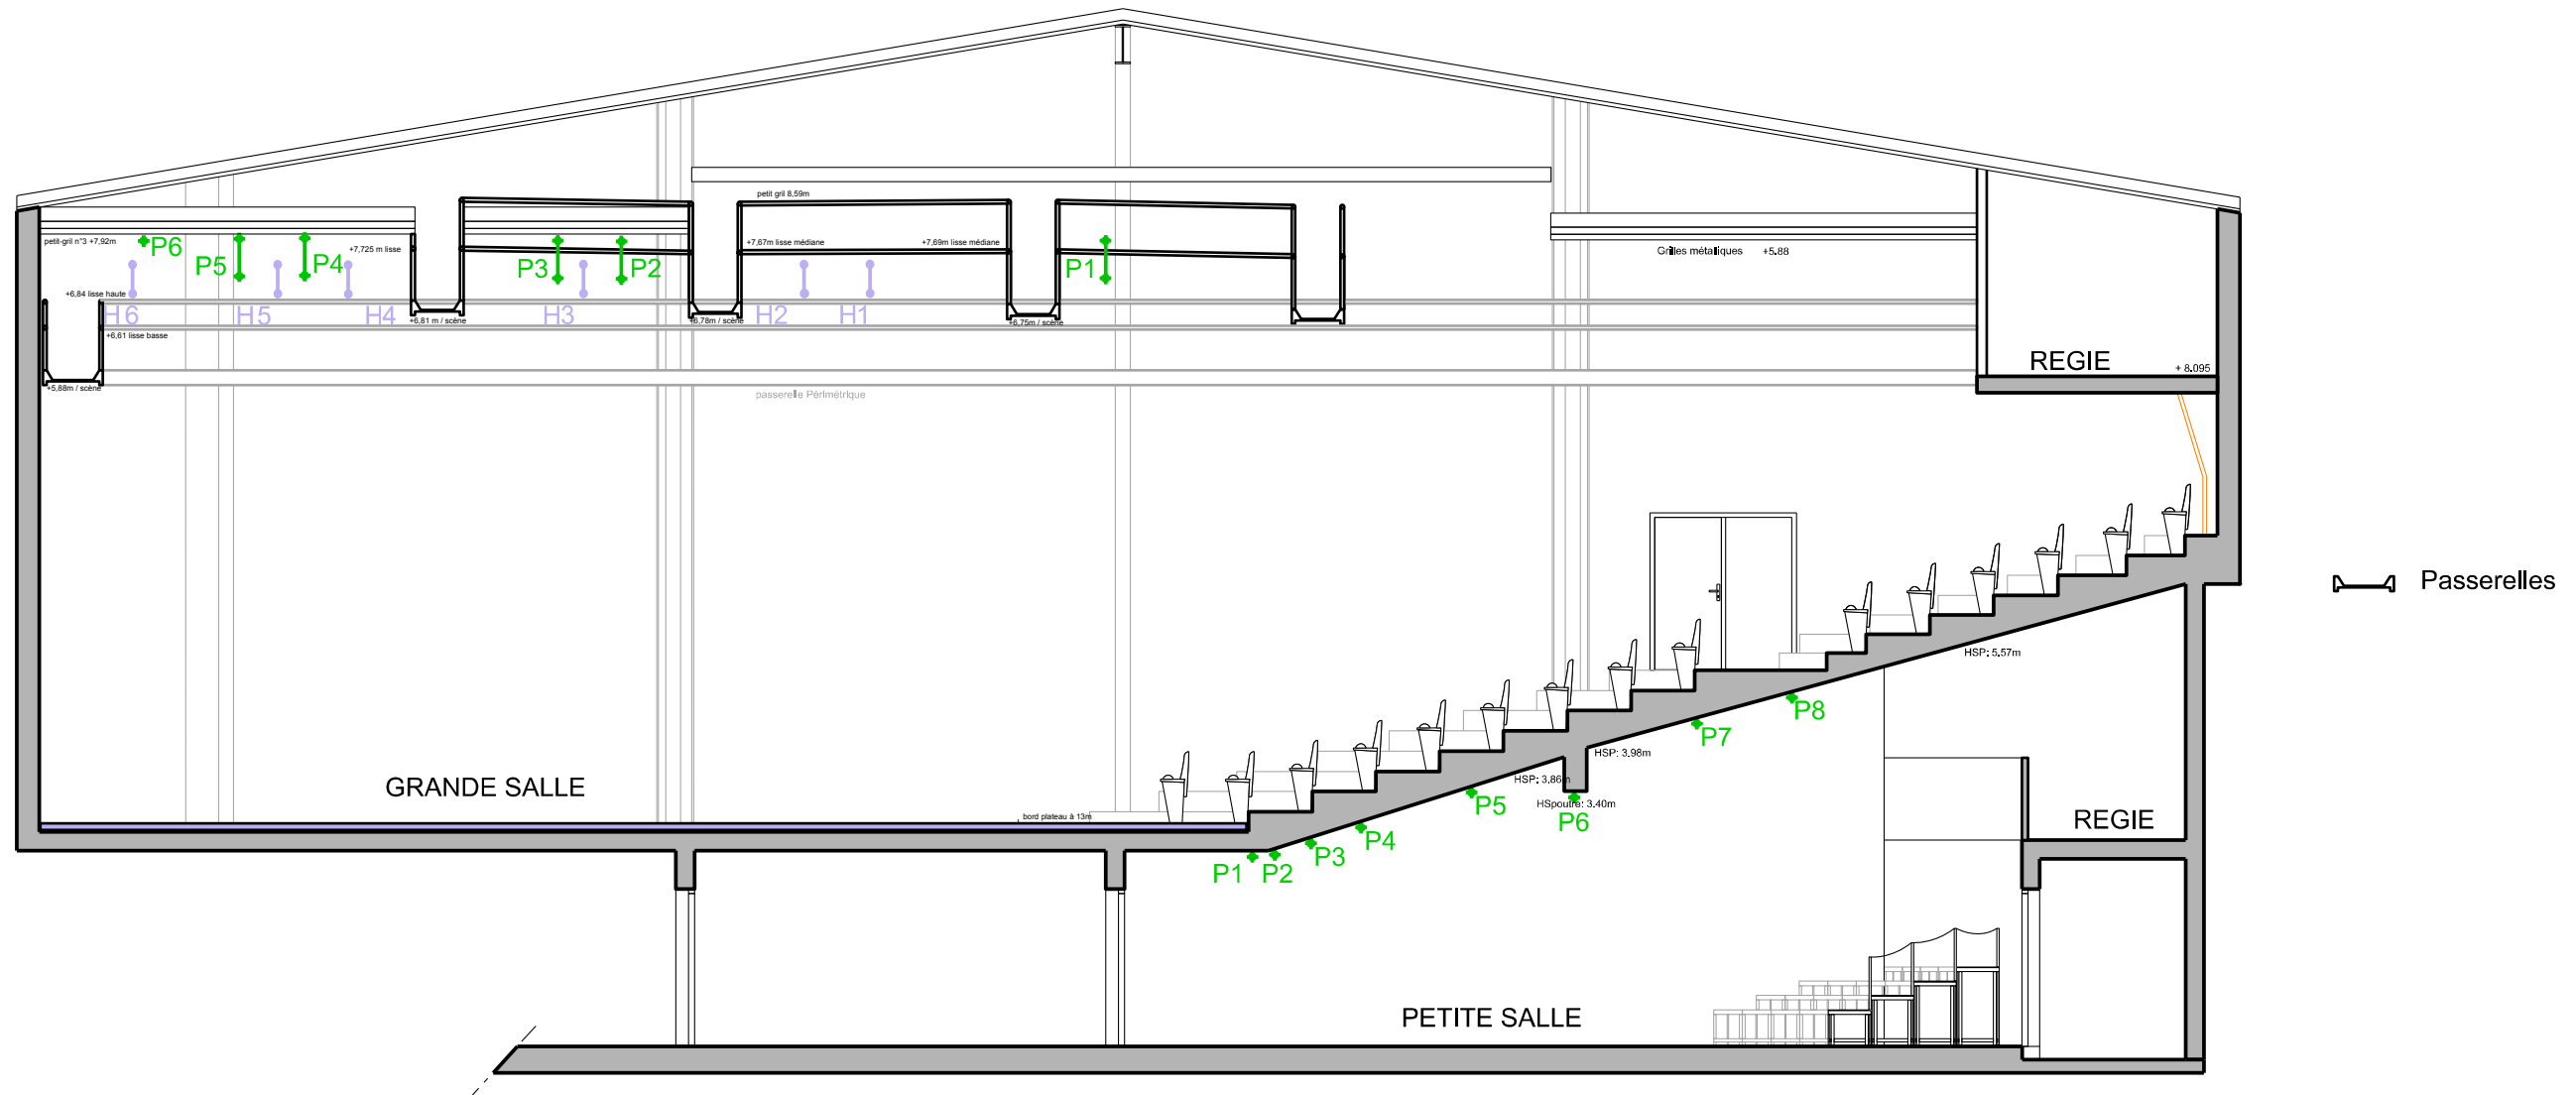 petit gril 8,59m
petit-gril n°3 +7,92m
P6
+7,725 m lisse
+7,67m lisse médiane
+7,69m lisse médiane
Grilles métalliques +5.88
P5
P4
P3
P2
P1
+6,84 lisse haute
H6
H5
H4
H3
H2
H1
+6,81 m / scène
+6,78m / scène
+6,75m / scène
+6,61 lisse basse
REGIE
+ 8.095
+5,88m / scène
passerelle Périmétrique
Passerelles
HSP: 5,57m
P8
P7
HSP: 3.98m
GRANDE SALLE
HSP: 3,86m
P5
HSpoutre: 3.40m
bord plateau à 13m
P6
REGIE
P4
P3
P1
P2
PETITE SALLE